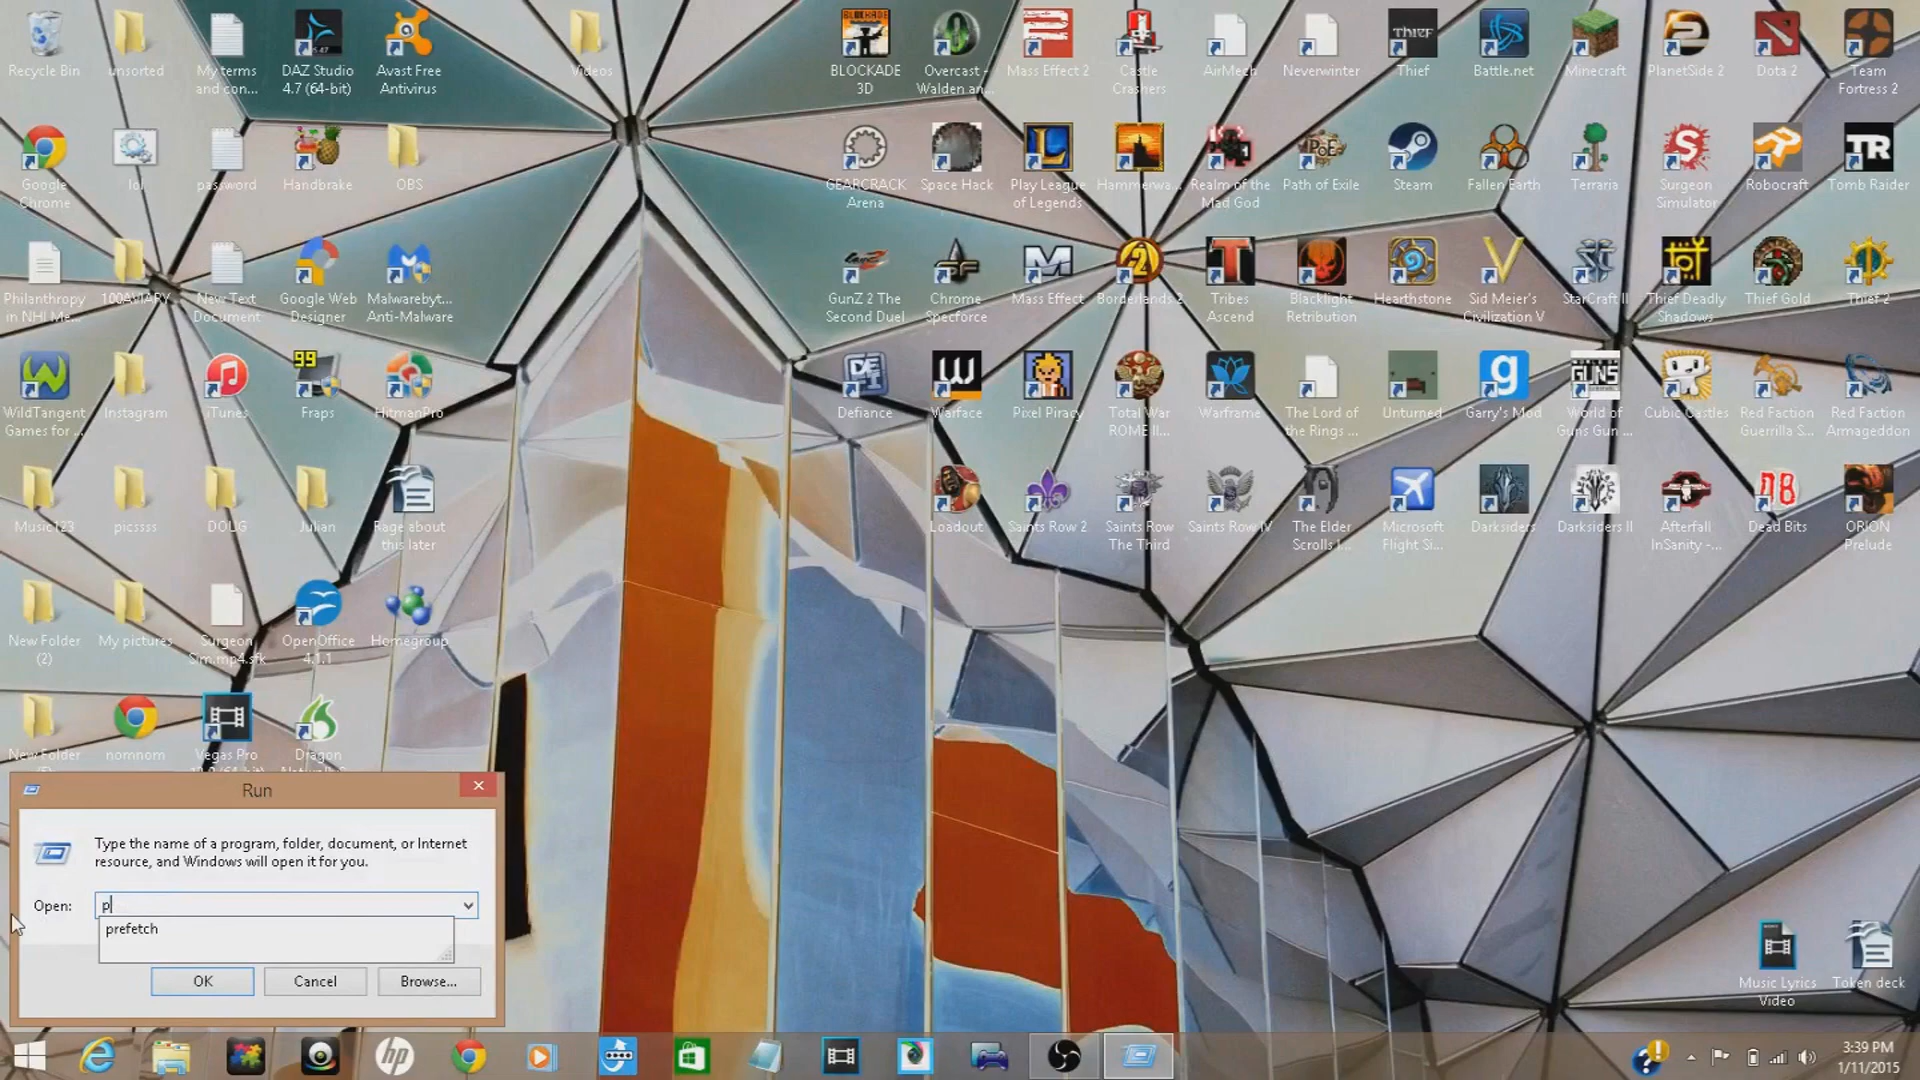 Recycle Bin
unsorted
My terms
and con...
DAZ Studio
4.7 (64-bit)
Avast Free
Antivirus
Videos
BLOCKADE
3D
Overcast -
Walden an...
Mass Effect 2
Castle
Crashers
AirMech
Neverwinter
Thief
Battle.net
Minecraft
PlanetSide 2
Dota 2
Team
Fortress 2
Google
Chrome
lol
password
Handbrake
OBS
GEARCRACK
Arena
Space Hack
Play League
of Legends
Hammerwa...
Realm of the
Mad God
Path of Exile
Steam
Fallen Earth
Terraria
Surgeon
Simulator
Robocraft
Tomb Raider
Philanthropy
in NHI Me...
100AVIARY
New Text
Document
Google Web
Designer
Malwarebyt...
Anti-Malware
GunZ 2 The
Second Duel
Chrome
Specforce
Mass Effect
Borderlands 2
Tribes
Ascend
Blacklight
Retribution
Hearthstone
Sid Meier's
Civilization V
StarCraft II
Thief Deadly
Shadows
Thief Gold
Thief 2
WildTangent
Games for ...
Instagram
iTunes
99
Fraps
HitmanPro
Defiance
Warface
Pixel Piracy
Total War
ROME II...
Warframe
The Lord of
the Rings ...
Unturned
Garry's Mod
World of
Guns Gun ...
Cubic Castles
Red Faction
Guerrilla S...
Red Faction
Armageddon
Music123
picssss
DOUG
Julian
Rage about
this later
Loadout
Saints Row 2
Saints Row
The Third
Saints Row IV
The Elder
Scrolls I...
Microsoft
Flight Si...
Darksiders
Darksiders II
Afterfall
InSanity -...
Dead Bits
ORION
Prelude
New Folder
(2)
My pictures
Surgeon
Sim.mp4.sfk
OpenOffice
4.1.1
Homegroup
New Folder
nomnom
Vegas Pro
Dragon
Run
Type the name of a program, folder, document, or Internet
resource, and Windows will open it for you.
Open:
p
prefetch
OK
Cancel
Browse...
Music Lyrics
Video
Token deck
3:39 PM
1/11/2015